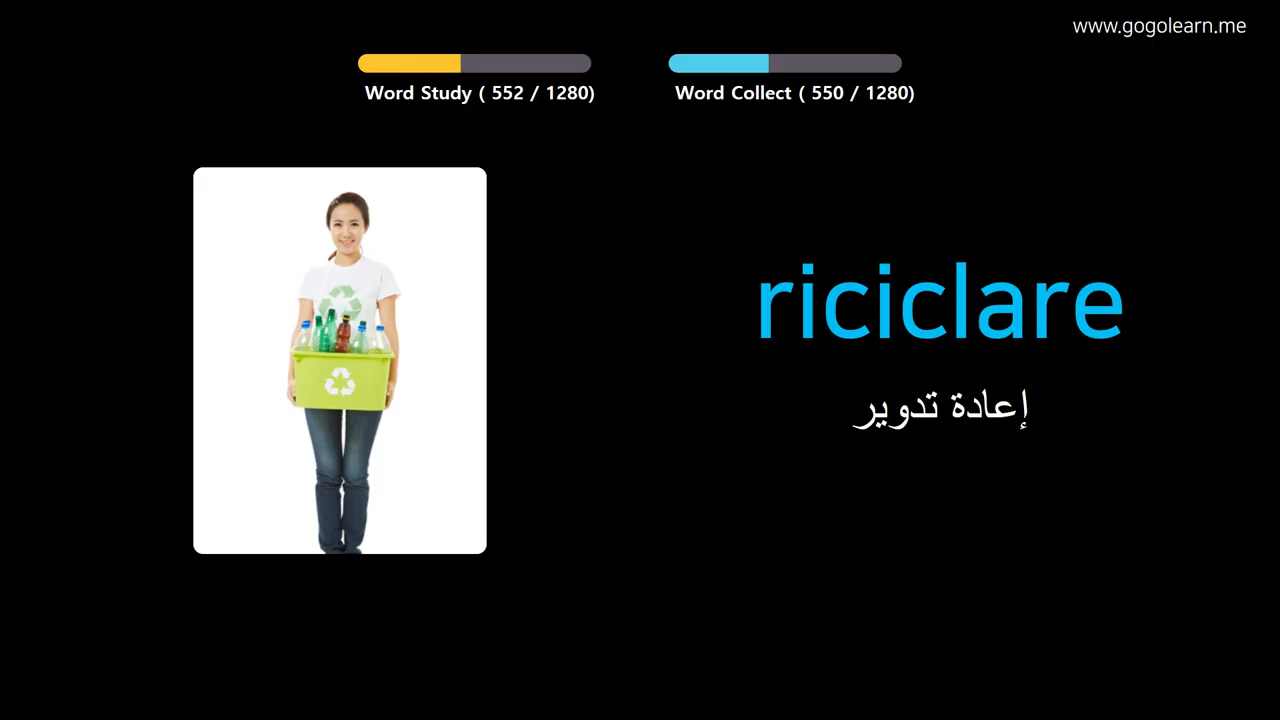 www.gogolearn.me
Word Study ( 552 / 1280)
Word Collect ( 550 / 1280)
riciclare
إعادة تدوير